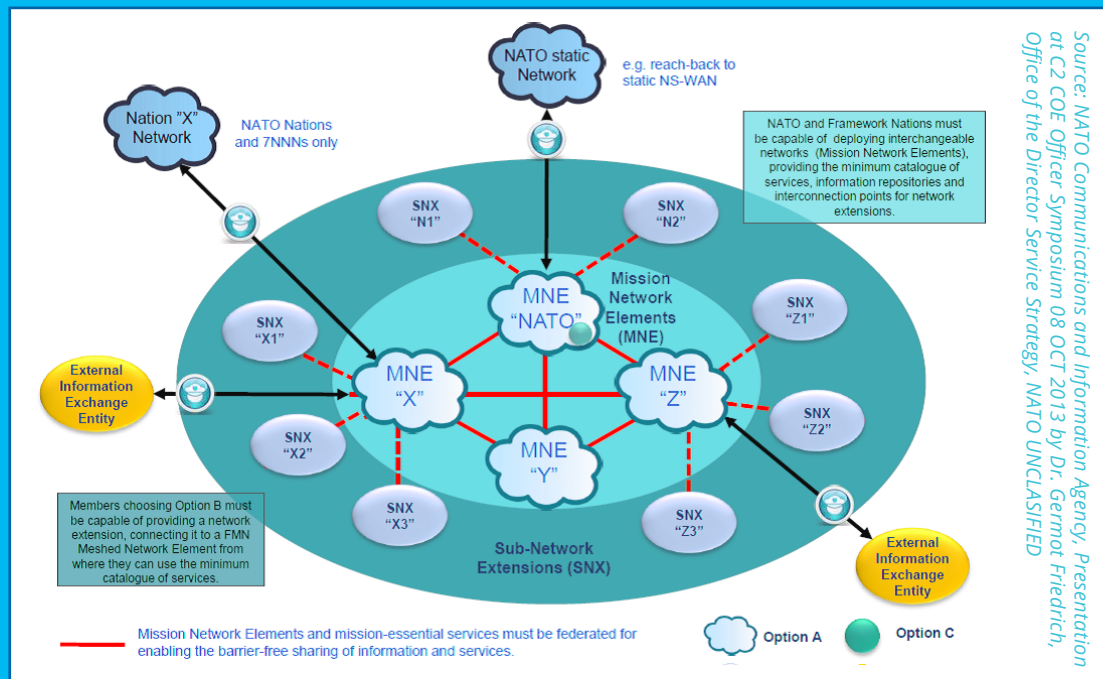 NATO static
Network
e.g. reach-back to
static NS-WAN
Nation "X"
Network
NATO Nations
and 7NNNs only
NATO and Framework Nations must
be capable of deploying interchangeable
networks (Mission Network Elements),
providing the minimum catalogue of
services, information repositories and
interconnection points for network
extensions.
SNX
"N1"
SNX
"N2"
MNE
"NATO"
Mission
Network
Elements
(MNE)
SNX
"Z1"
SNX
"X1"
MNE
"X"
MNE
"Z"
External
Information
Exchange
Entity
SNX
"Z2"
SNX
"X2"
MNE
"Y"
SNX
"X3"
SNX
"Z3"
Members choosing Option B must
be capable of providing a network
extension, connecting it to a FMN
Meshed Network Element from
where they can use the minimum
catalogue of services.
Sub-Network
Extensions (SNX)
External
Information
Exchange
Entity
Mission Network Elements and mission-essential services must be federated for
enabling the barrier-free sharing of information and services.
Option A
Option C
Source: NATO Communications and Information Agency. Presentation
at C2 COE Officer Symposium 08 OCT 2013 by Dr. Germot Friedrich,
Office of the Director Service Strategy. NATO UNCLASIFIED